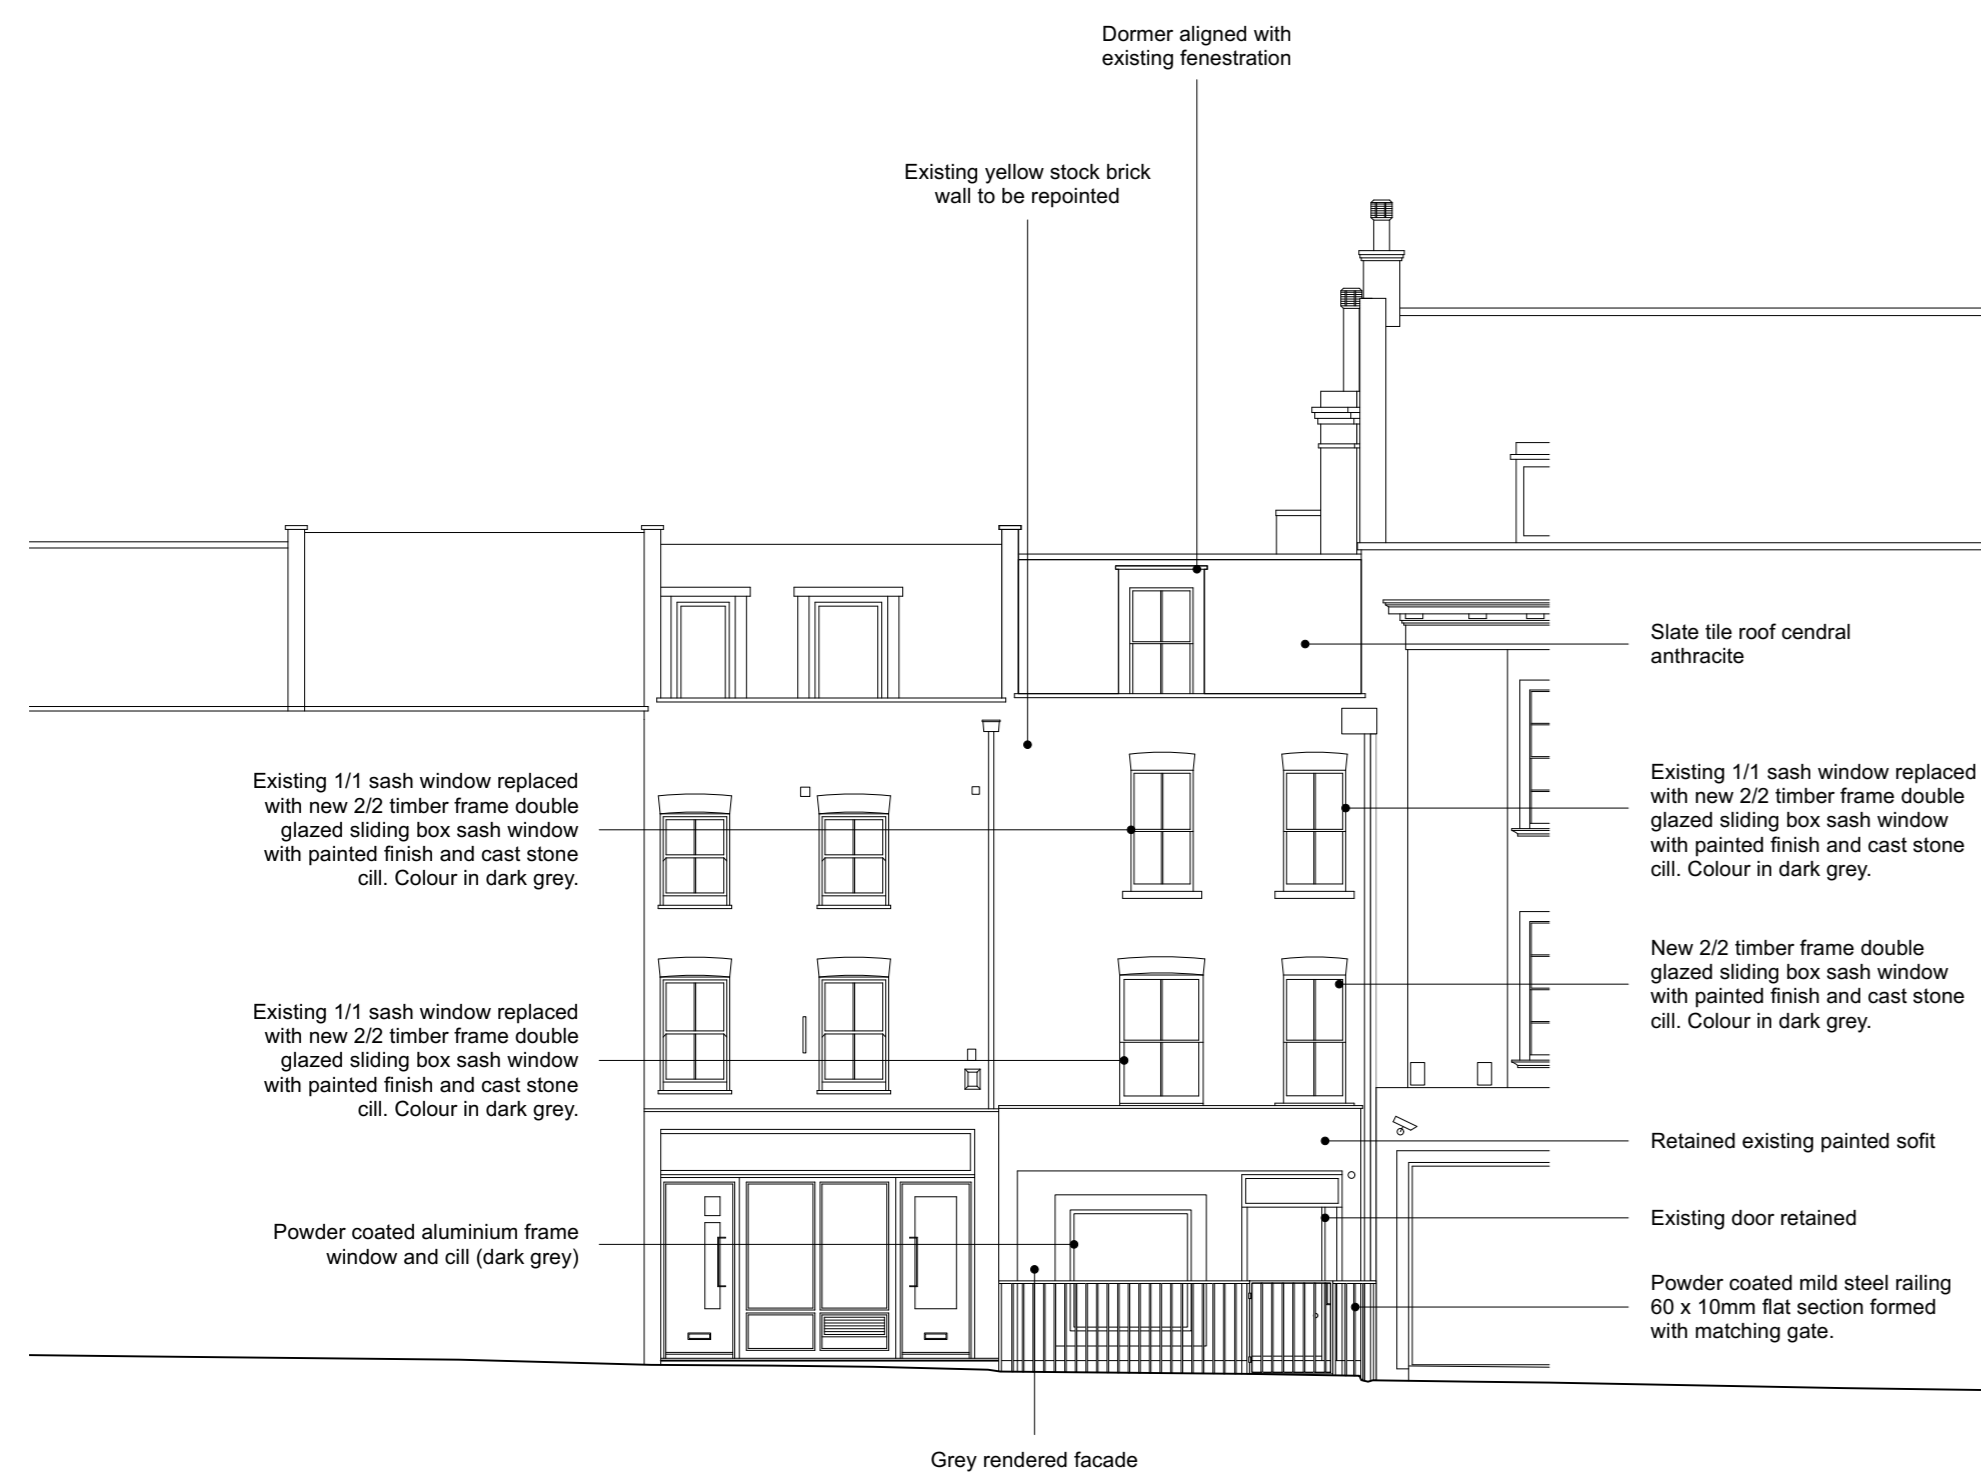 Dormer aligned with
existing fenestration
Existing yellow stock brick
wall to be repointed
Slate tile roof cendral
anthracite
Existing 1/1 sash window replaced
with new 2/2 timber frame double
glazed sliding box sash window
with painted finish and cast stone
cill. Colour in dark grey.
Existing 1/1 sash window replaced
with new 2/2 timber frame double
glazed sliding box sash window
with painted finish and cast stone
cill. Colour in dark grey.
New 2/2 timber frame double
glazed sliding box sash window
with painted finish and cast stone
cill. Colour in dark grey.
Existing 1/1 sash window replaced
with new 2/2 timber frame double
glazed sliding box sash window
with painted finish and cast stone
cill. Colour in dark grey.
Retained existing painted sofit
Existing door retained
Powder coated aluminium frame
window and cill (dark grey)
Powder coated mild steel railing
60 x 10mm flat section formed
with matching gate.
Grey rendered facade